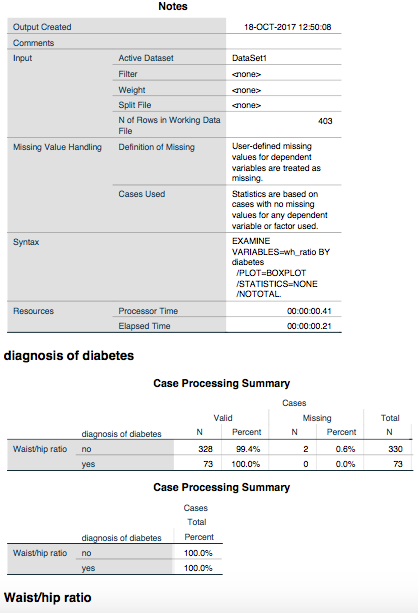 Notes
Output Created 18-OCT-2017 12:50:08
Comments
Input Active Dataset DataSet1
Filter <none>
Weight <none>
Split File <none>
N of Rows in Working Data 403
File
Missing Value Handling Definition of Missing User-defined missing
values for dependent
variables are treated as
missing.
Cases Used Statistics are based on
cases with no missing
values for any dependent
variable or factor used.
Syntax EXAMINE
VARIABLES=wh_ratio BY
diabetes
/PLOT=BOXPLOT
/STATISTICS=NONE
/NOTOTAL.
Resources Processor Time 00:00:00.41
Elapsed Time 00:00:00.21
diagnosis of diabetes
Case Processing Summary
Cases
Valid Missing Total
diagnosis of diabetes N Percent N Percent N
Waist/hip ratio no 328 99.4% 2 0.6% 330
yes 73 100.0% 0 0.0% 73
Case Processing Summary
Cases
Total
diagnosis of diabetes Percent
Waist/hip ratio no 100.0%
yes 100.0%
Waist/hip ratio